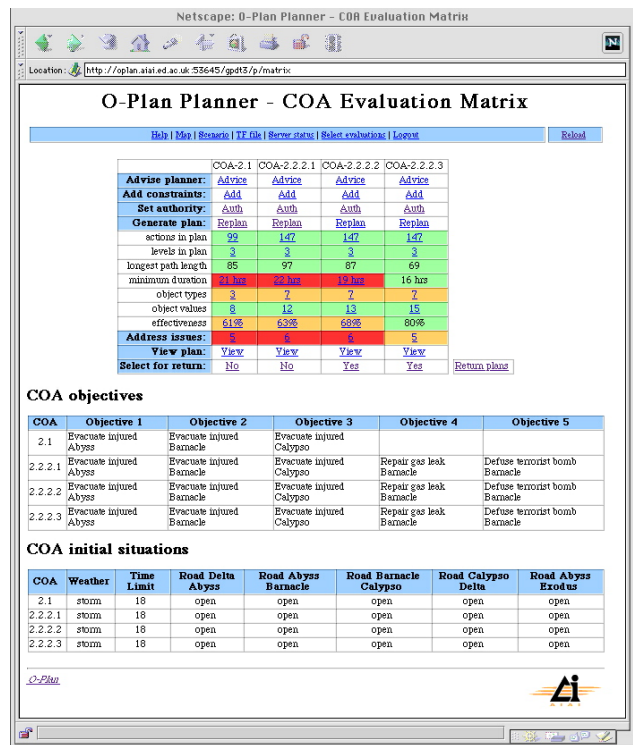 Netscape: O-Plan Planner - COA Evaluation Matrix
Location: http://oplan.aiai.ed.ac.uk:53645/gpdt3/p/matrix
O-Plan Planner - COA Evaluation Matrix
Help | Map | Scenario | TF file | Server status | Select evaluations | Logout Reload
COA-2.1 COA-2.2.2.1 COA-2.2.2.2 COA-2.2.2.3
Advise planner: Advice Advice Advice Advice
Add constraints: Add Add Add Add
Set authority: Auth Auth Auth Auth
Generate plan: Replan Replan Replan Replan
actions in plan 99 147 147 147
levels in plan 3 3 3 3
longest path length 85 97 87 69
minimum duration 21 hrs 22 hrs 19 hrs 16 hrs
object types 3 7 7 7
object values 8 12 13 15
effectiveness 61% 63% 68% 80%
Address issues: 5 6 6 5
View plan: View View View View
Select for return: No No Yes Yes Return plans
COA objectives
COA Objective 1 Objective 2 Objective 3 Objective 4 Objective 5
2.1 Evacuate injured Abyss Evacuate injured Barnacle Evacuate injured Calypso
2.2.2.1 Evacuate injured Abyss Evacuate injured Barnacle Evacuate injured Calypso Repair gas leak Barnacle Defuse terrorist bomb Barnacle
2.2.2.2 Evacuate injured Abyss Evacuate injured Barnacle Evacuate injured Calypso Repair gas leak Barnacle Defuse terrorist bomb Barnacle
2.2.2.3 Evacuate injured Abyss Evacuate injured Barnacle Evacuate injured Calypso Repair gas leak Barnacle Defuse terrorist bomb Barnacle
COA initial situations
COA Weather Time Limit Road Delta Abyss Road Abyss Barnacle Road Barnacle Calypso Road Calypso Delta Road Abyss Exodus
2.1 storm 18 open open open open open
2.2.2.1 storm 18 open open open open open
2.2.2.2 storm 18 open open open open open
2.2.2.3 storm 18 open open open open open
O-Plan
Ai
AIAI